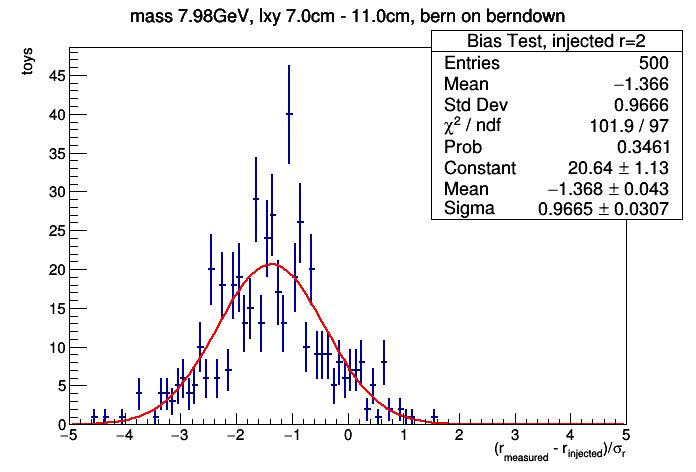 mass 7.98GeV, lxy 7.0cm - 11.0cm, bern on berndown
Bias Test, injected r=2
Entries 500
Mean −1.366
Std Dev 0.9666
χ² / ndf 101.9 / 97
Prob 0.3461
Constant 20.64 ± 1.13
Mean −1.368 ± 0.043
Sigma 0.9665 ± 0.0307
toys
45
40
35
30
25
20
15
10
5
0
−5 −4 −3 −2 −1 0 1 2 3 4 5
(r_measured - r_injected)/σ_r